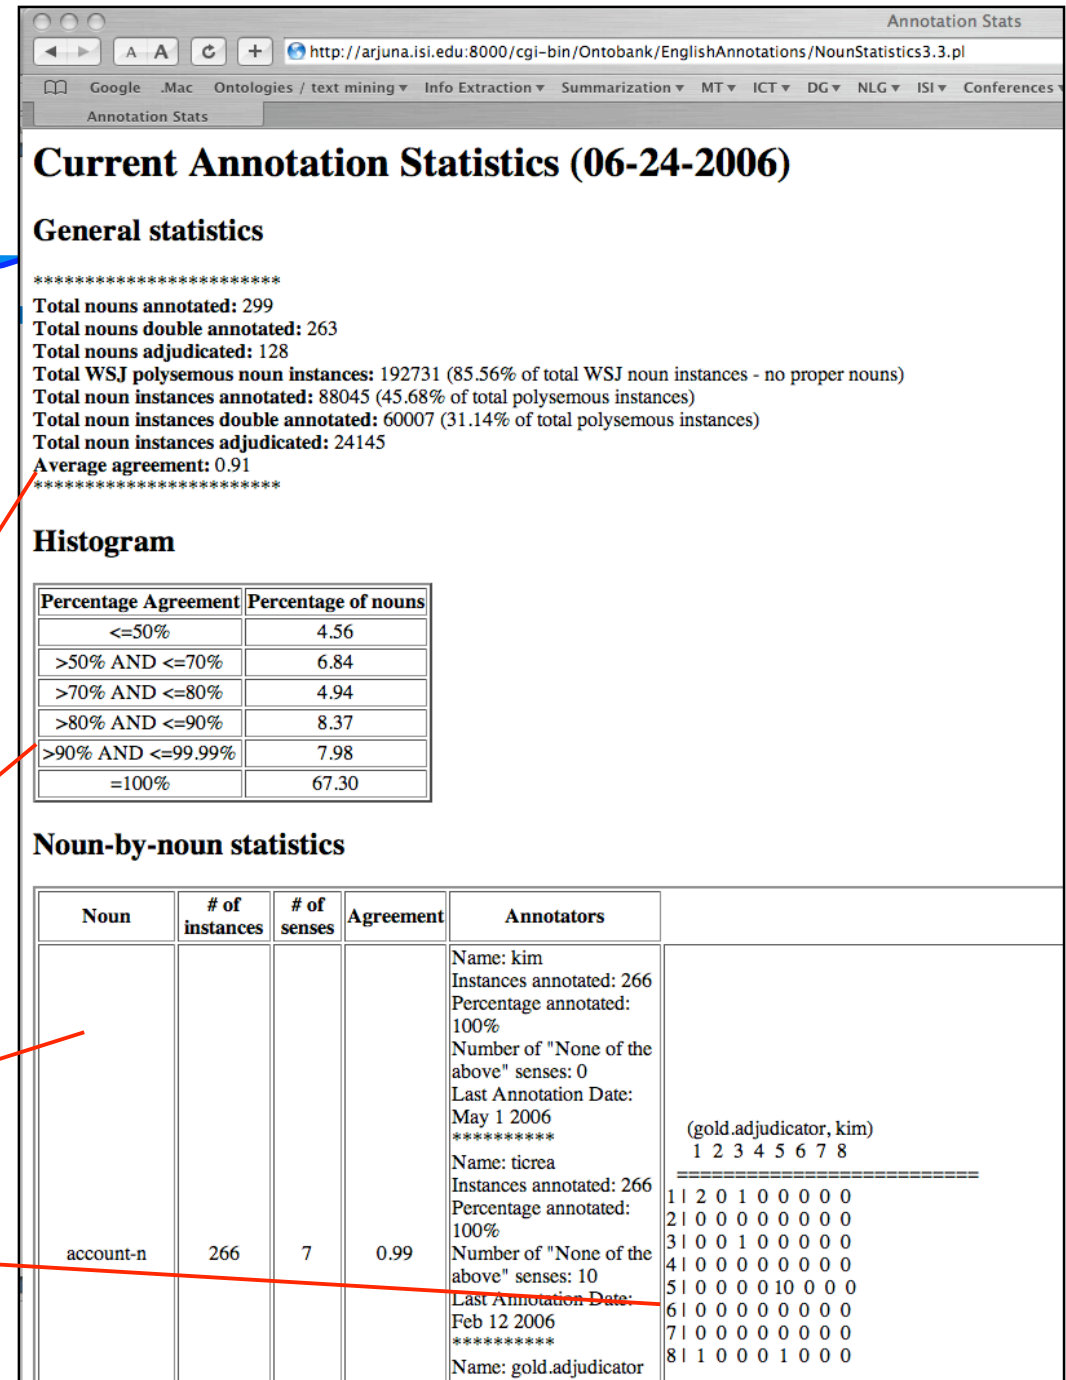 Annotation Stats
A A + http://arjuna.isi.edu:8000/cgi-bin/Ontobank/EnglishAnnotations/NounStatistics3.3.pl
Google .Mac Ontologies / text mining Info Extraction Summarization MT ICT DG NLG ISI Conferences
Annotation Stats
Current Annotation Statistics (06-24-2006)
General statistics
************************
Total nouns annotated: 299
Total nouns double annotated: 263
Total nouns adjudicated: 128
Total WSJ polysemous noun instances: 192731 (85.56% of total WSJ noun instances - no proper nouns)
Total noun instances annotated: 88045 (45.68% of total polysemous instances)
Total noun instances double annotated: 60007 (31.14% of total polysemous instances)
Total noun instances adjudicated: 24145
Average agreement: 0.91
************************
Histogram
Percentage Agreement Percentage of nouns
<=50% 4.56
>50% AND <=70% 6.84
>70% AND <=80% 4.94
>80% AND <=90% 8.37
>90% AND <=99.99% 7.98
=100% 67.30
Noun-by-noun statistics
Noun # of instances # of senses Agreement Annotators
account-n 266 7 0.99
Name: kim
Instances annotated: 266
Percentage annotated:
100%
Number of "None of the
above" senses: 0
Last Annotation Date:
May 1 2006
**********
Name: ticrea
Instances annotated: 266
Percentage annotated:
100%
Number of "None of the
above" senses: 10
Last Annotation Date:
Feb 12 2006
**********
Name: gold.adjudicator
(gold.adjudicator, kim)
1 2 3 4 5 6 7 8
==========================
1| 2 0 1 0 0 0 0 0
2| 0 0 0 0 0 0 0 0
3| 0 0 1 0 0 0 0 0
4| 0 0 0 0 0 0 0 0
5| 0 0 0 0 10 0 0 0
6| 0 0 0 0 0 0 0 0
7| 0 0 0 0 0 0 0 0
8| 1 0 0 0 1 0 0 0